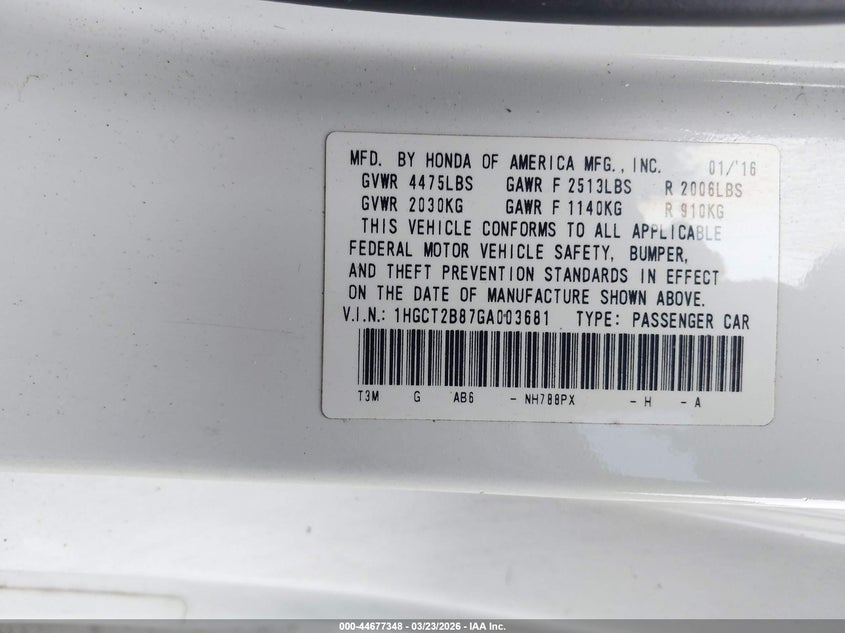 MFD. BY HONDA OF AMERICA MFG., INC. 01/'16
GVWR 4475LBS GAWR F 2513LBS R 2006LBS
GVWR 2030KG GAWR F 1140KG R 910KG
THIS VEHICLE CONFORMS TO ALL APPLICABLE
FEDERAL MOTOR VEHICLE SAFETY, BUMPER,
AND THEFT PREVENTION STANDARDS IN EFFECT
ON THE DATE OF MANUFACTURE SHOWN ABOVE.
V.I.N.: 1HGCT2B87GA003681 TYPE: PASSENGER CAR
T3M G AB6 - NH788PX - H - A
000-44677348 - 03/23/2026 - IAA Inc.